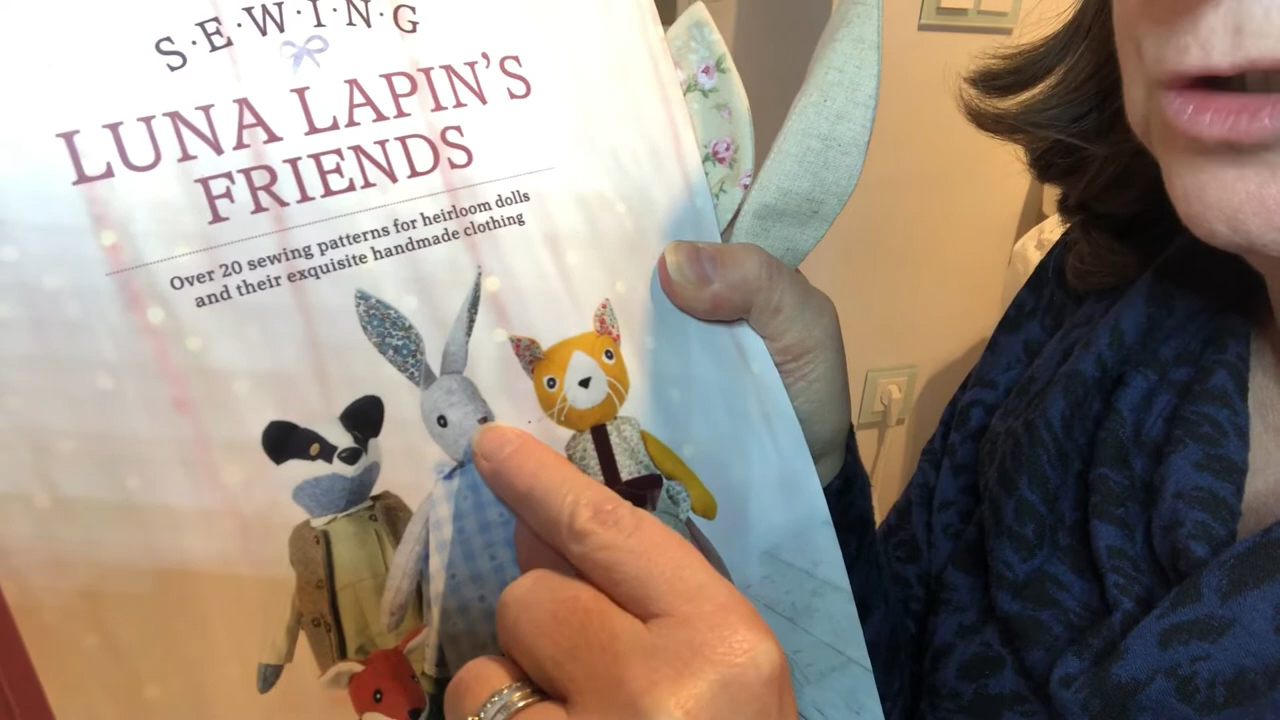 S·E·W·I·N·G
LUNA LAPIN'S
FRIENDS
Over 20 sewing patterns for heirloom dolls
and their exquisite handmade clothing